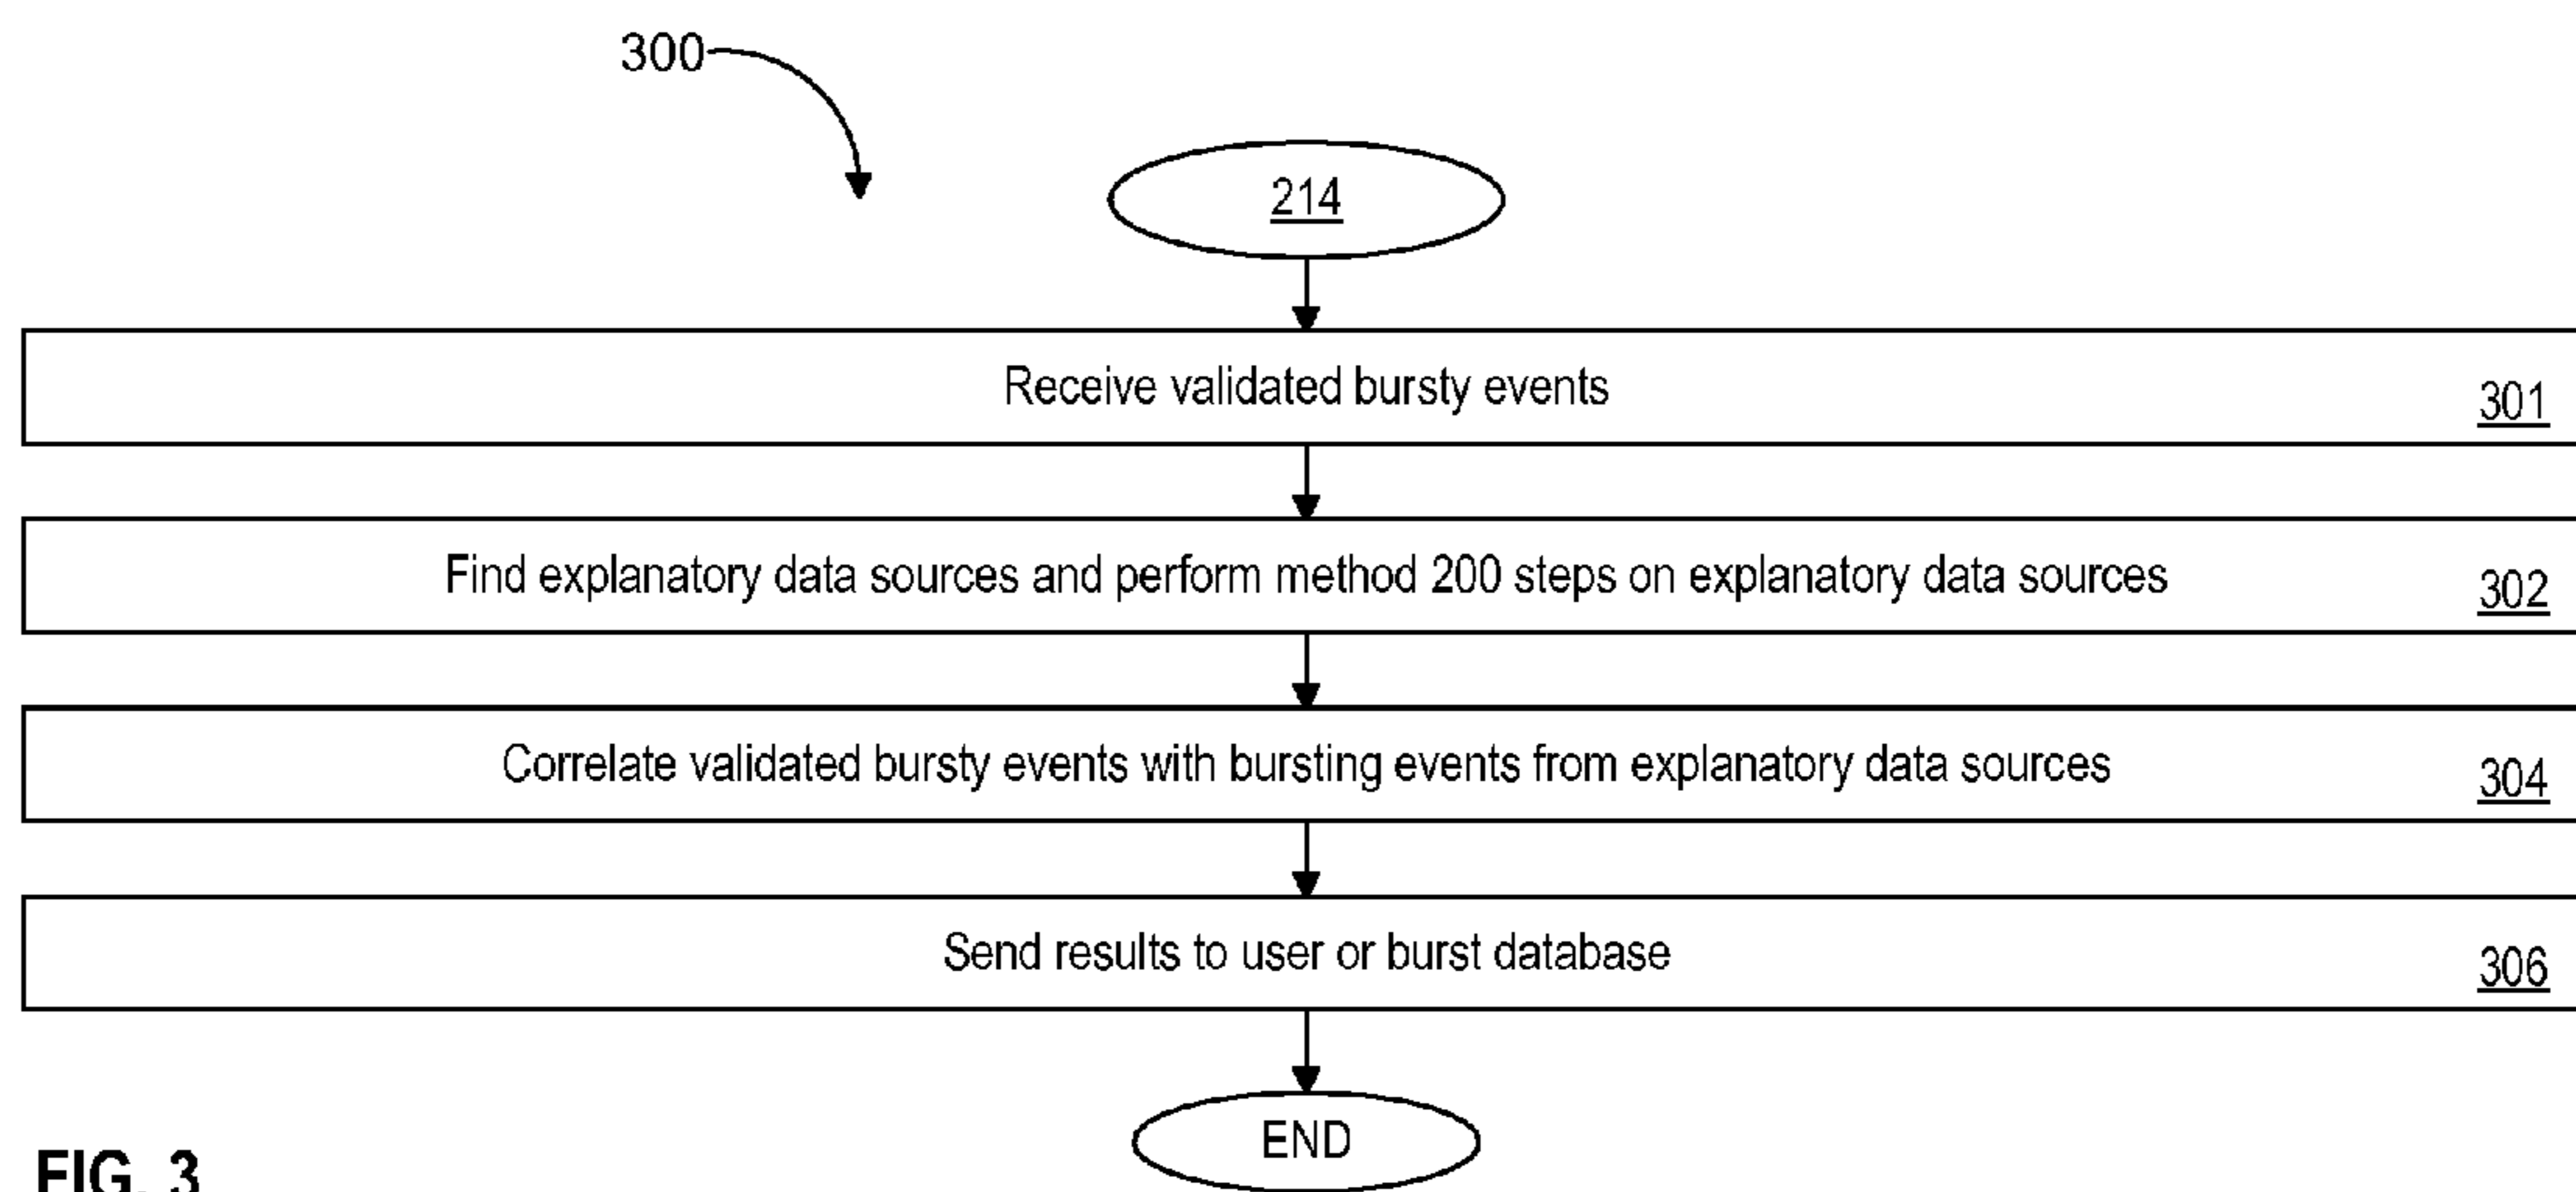 300
214
Receive validated bursty events
301
Find explanatory data sources and perform method 200 steps on explanatory data sources
302
Correlate validated bursty events with bursting events from explanatory data sources
304
Send results to user or burst database
306
END
FIG. 3